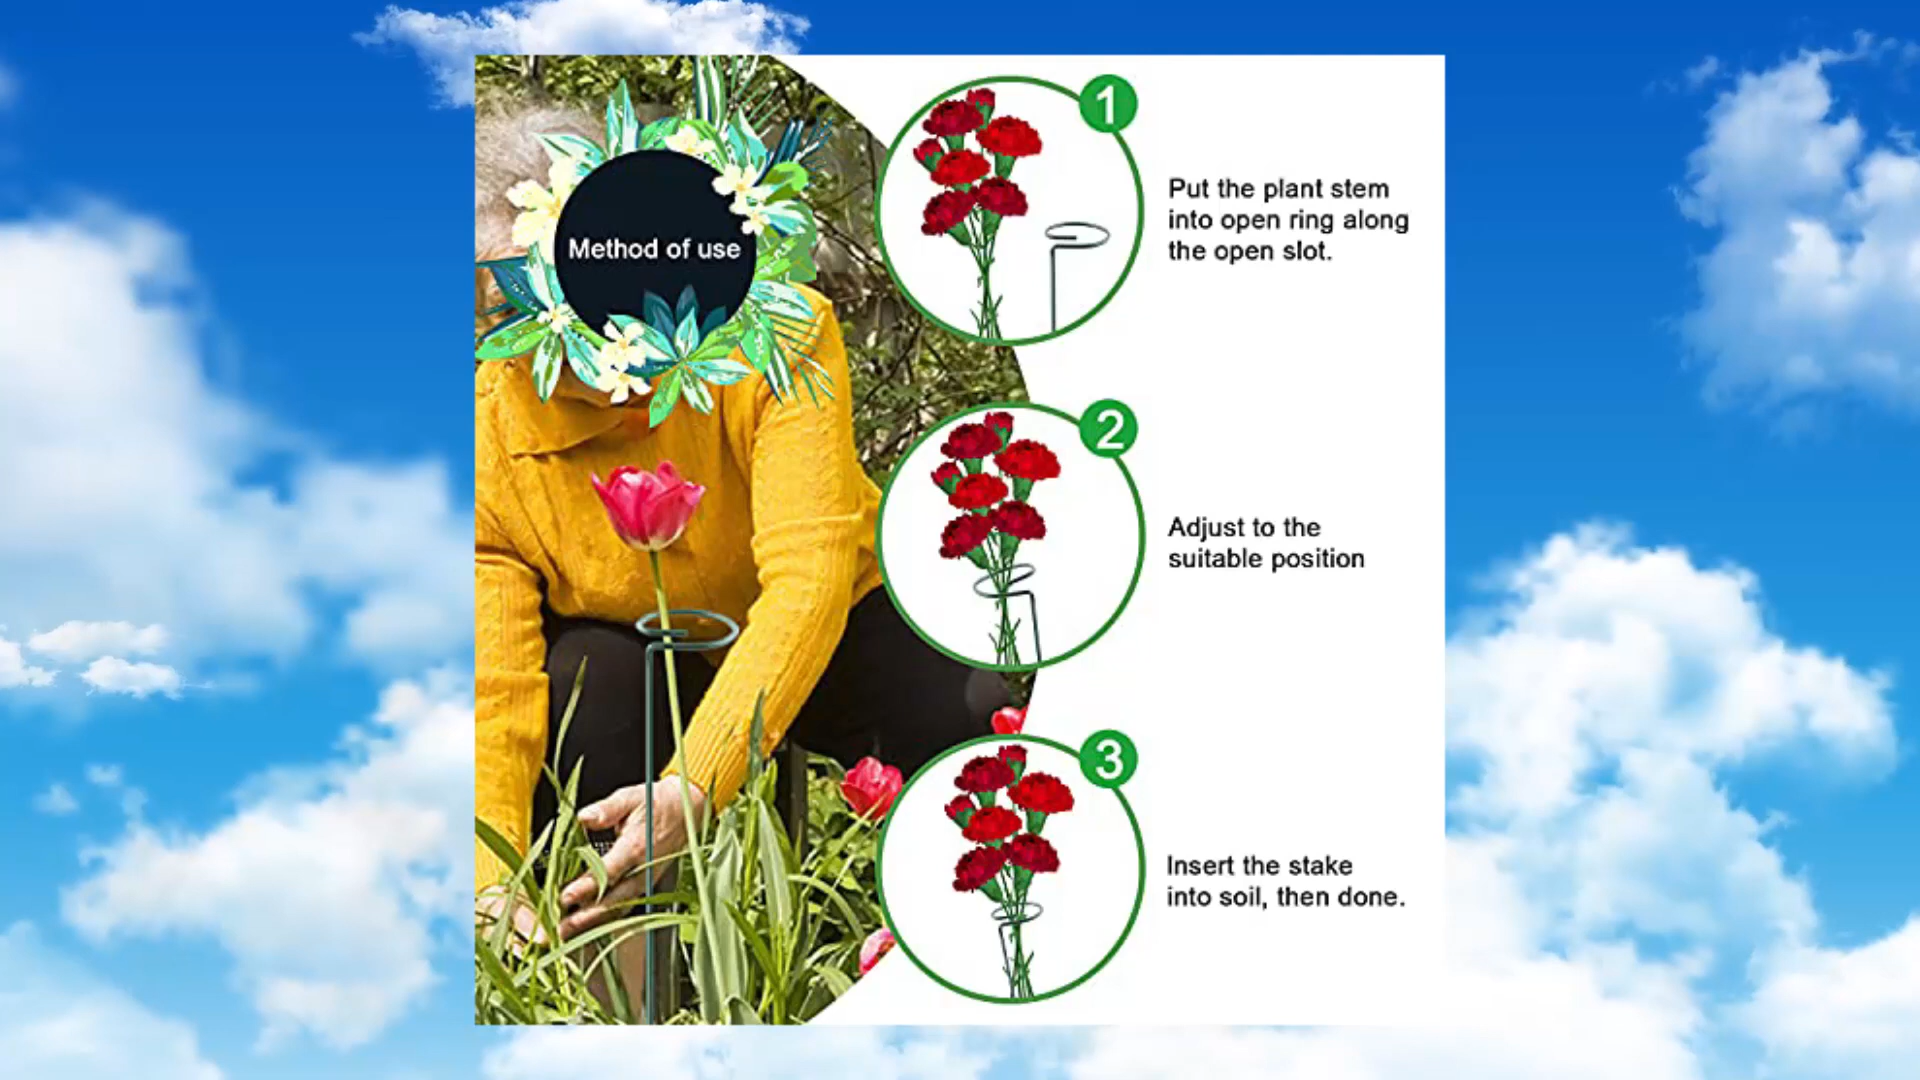 Method of use
1
Put the plant stem
into open ring along
the open slot.
2
Adjust to the
suitable position
3
Insert the stake
into soil, then done.